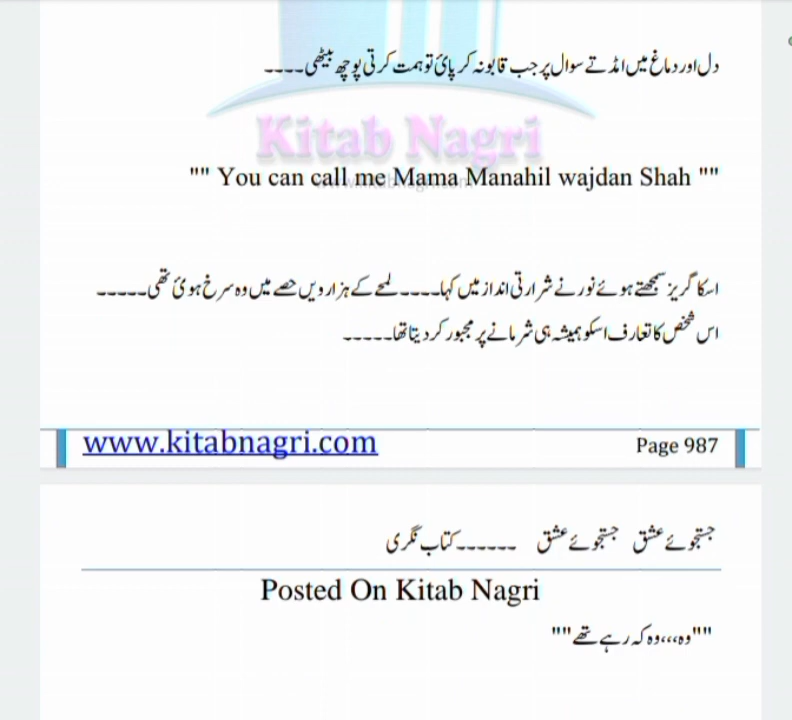 دل اور دماغ میں امڈتے سوال پر جب قابو نہ کر پائ تو ہمت کرتی پوچھ بیٹھی۔۔۔۔
Kitab Nagri
"" You can call me Mama Manahil wajdan Shah ""
اسکا گریز سمجھتے ہوئے نور نے شرارتی انداز میں کہا۔۔۔۔ لمحے کے ہزارویں حصے میں وہ سرخ ہوئ تھی۔۔۔۔۔
اس شخص کا تعارف اسکو ہمیشہ ہی شرمانے پر مجبور کر دیتا تھا۔۔۔۔۔
www.kitabnagri.com Page 987
جستجوئے عشق جستجوئے عشق ۔۔۔۔۔۔ کتاب نگری
Posted On Kitab Nagri
""وہ،،،،وہ کہ رہے تھے""